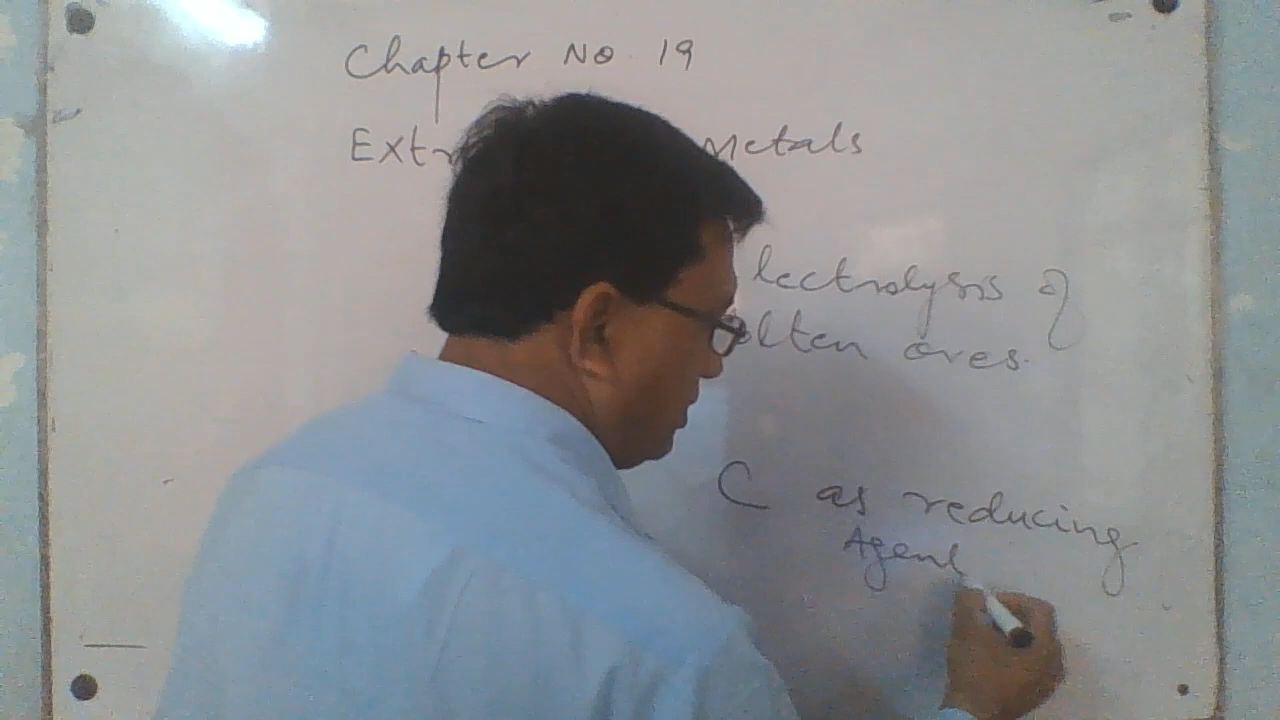 Chapter No. 19
Extr Metals
lectrolysis of
olten ores.
C as reducing
Agent